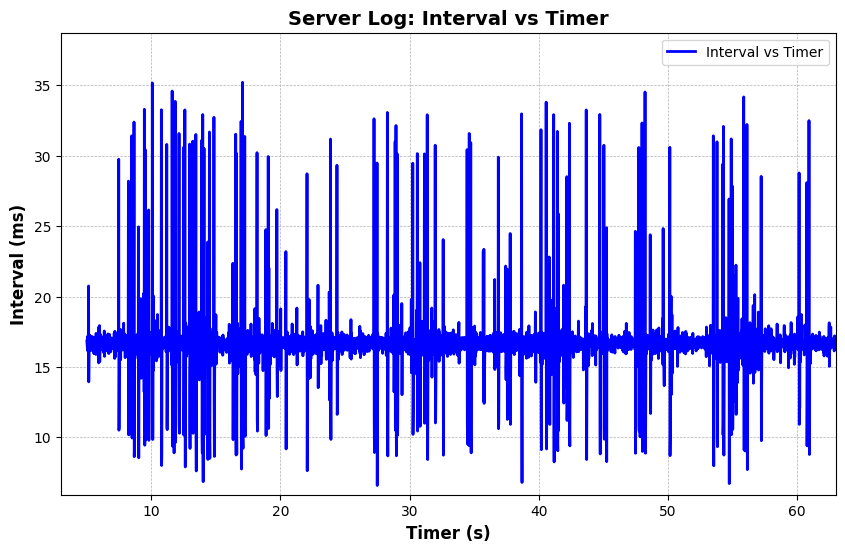 Server Log: Interval vs Timer
Interval vs Timer
Interval (ms)
35
30
25
20
15
10
10 20 30 40 50 60
Timer (s)